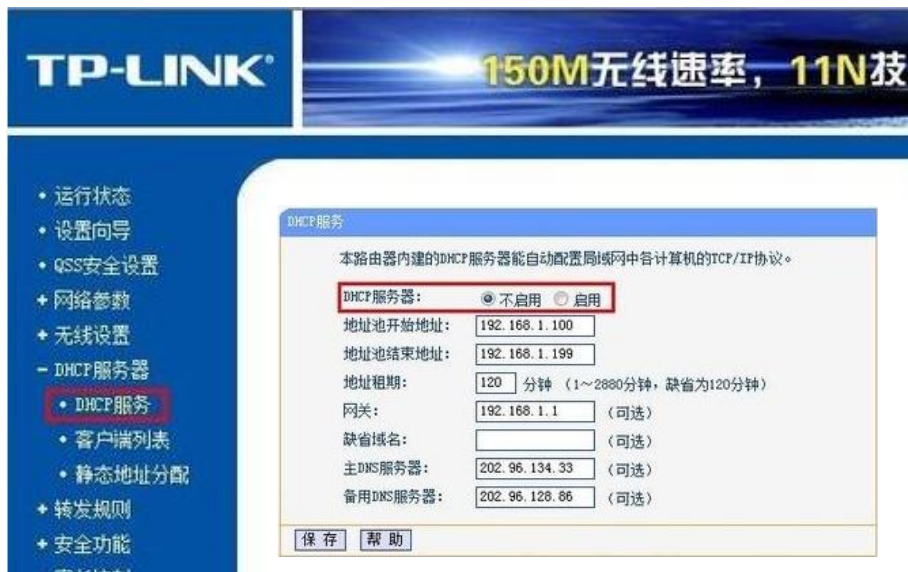 TP-LINK®
150M无线速率，11N技
• 运行状态
• 设置向导
• QSS安全设置
+ 网络参数
+ 无线设置
- DHCP服务器
• DHCP服务
• 客户端列表
• 静态地址分配
+ 转发规则
+ 安全功能
DHCP服务
本路由器内建的DHCP服务器能自动配置局域网中各计算机的TCP/IP协议。
DHCP服务器： 不启用 启用
地址池开始地址： 192.168.1.100
地址池结束地址： 192.168.1.199
地址租期： 120 分钟 （1～2880分钟，缺省为120分钟）
网关： 192.168.1.1 （可选）
缺省域名： （可选）
主DNS服务器： 202.96.134.33 （可选）
备用DNS服务器： 202.96.128.86 （可选）
保存 帮助